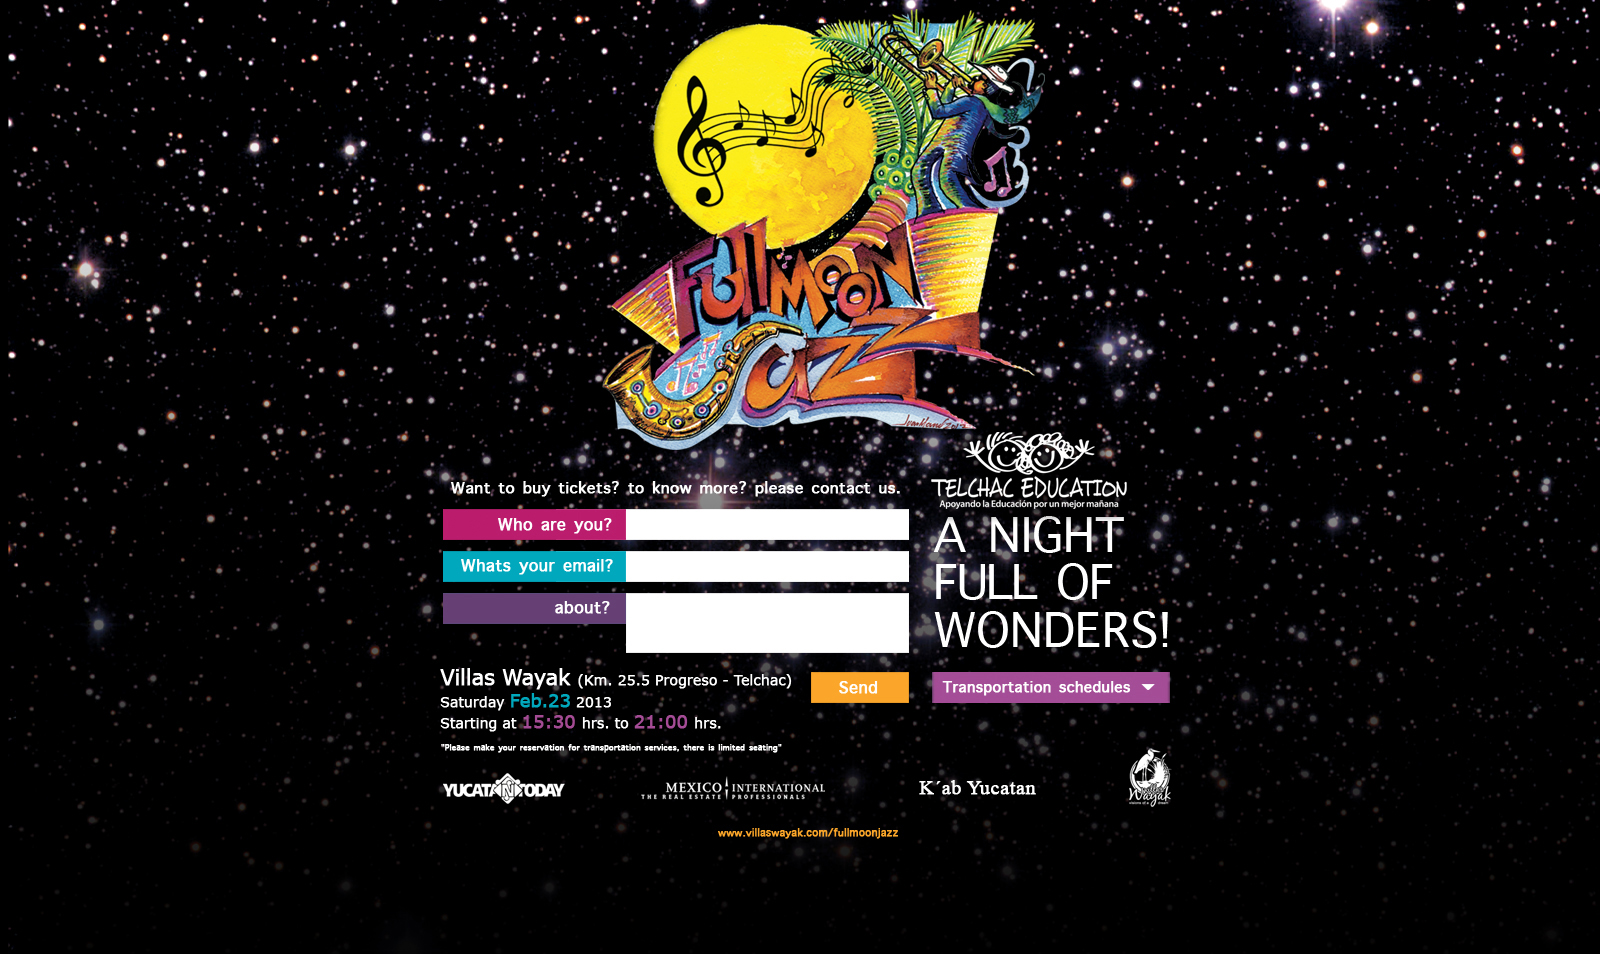 Full Moon
Jazz
Want to buy tickets? to know more? please contact us.
Who are you?
Whats your email?
about?
TELCHAC EDUCATION
Apoyando la Educación por un mejor mañana
A NIGHT
FULL OF
WONDERS!
Villas Wayak (Km. 25.5 Progreso - Telchac)
Saturday Feb.23 2013
Starting at 15:30 hrs. to 21:00 hrs.
Send
Transportation schedules
"Please make your reservation for transportation services, there is limited seating"
YUCATAN TODAY
MEXICO INTERNATIONAL
THE REAL ESTATE PROFESSIONALS
K´ab Yucatan
Wayak
www.villaswayak.com/fullmoonjazz